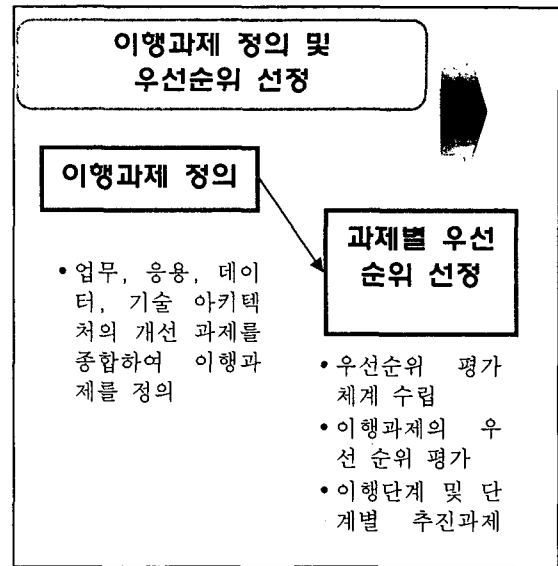 이행과제 정의 및
우선순위 선정
이행과제 정의
• 업무, 응용, 데이
터, 기술 아키텍
처의 개선 과제를
종합하여 이행과
제를 정의
과제별 우선
순위 선정
• 우선순위 평가
체계 수립
• 이행과제의 우
선 순위 평가
• 이행단계 및 단
계별 추진과제